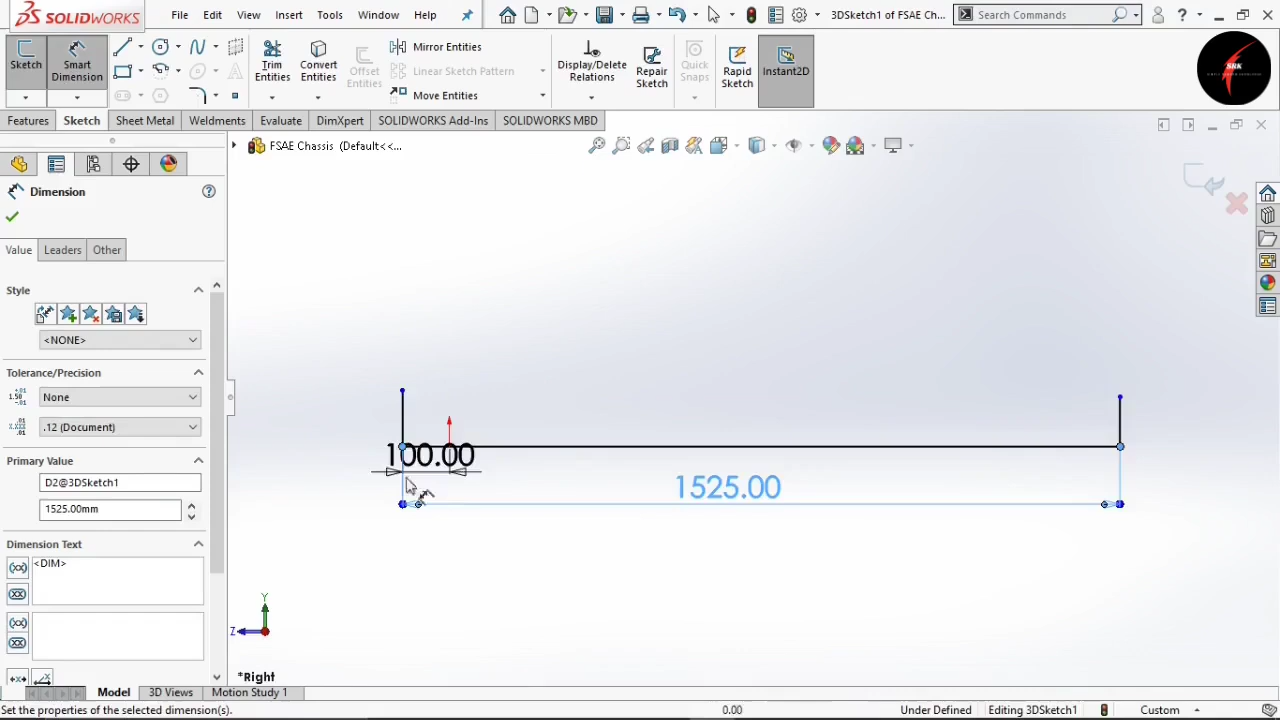 SOLIDWORKS File Edit View Insert Tools Window Help 3DSketch1 of FSAE Ch... Search Commands
Sketch Smart Dimension Trim Entities Convert Entities Offset Entities Mirror Entities Linear Sketch Pattern Move Entities Display/Delete Relations Repair Sketch Quick Snaps Rapid Sketch Instant2D
SRK
Features Sketch Sheet Metal Weldments Evaluate DimXpert SOLIDWORKS Add-Ins SOLIDWORKS MBD
FSAE Chassis (Default<<...
Dimension
Value Leaders Other
Style
<NONE>
Tolerance/Precision
None
.12 (Document)
Primary Value
D2@3DSketch1
1525.00mm
Dimension Text
<DIM>
100.00
1525.00
Y
Z
*Right
Model 3D Views Motion Study 1
Set the properties of the selected dimension(s). 0.00 Under Defined Editing 3DSketch1 Custom